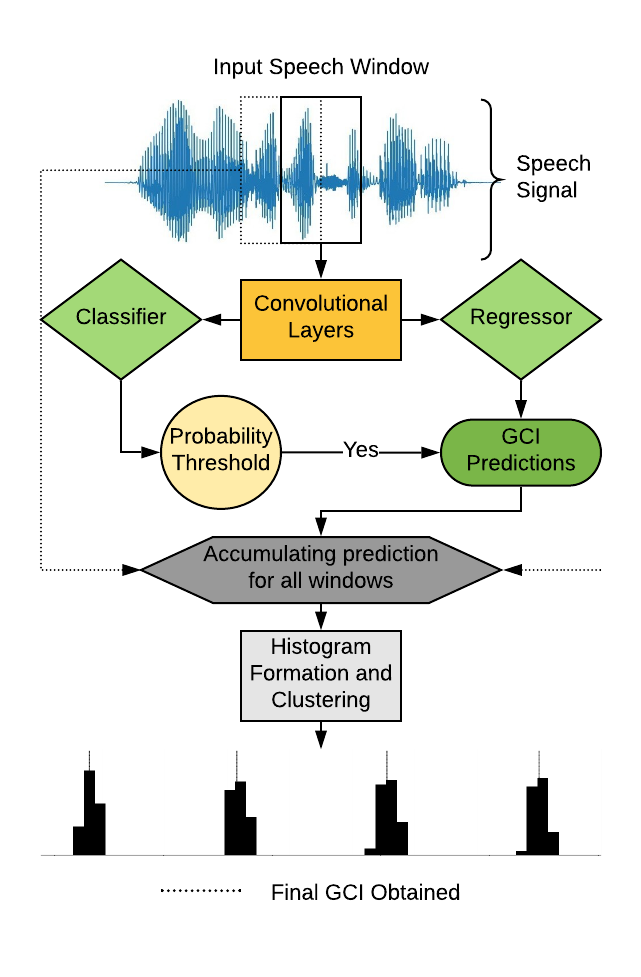 Input Speech Window
Speech
Signal
Convolutional
Layers
Classifier
Regressor
Probability
Threshold
Yes
GCI
Predictions
Accumulating prediction
for all windows
Histogram
Formation and
Clustering
Final GCI Obtained